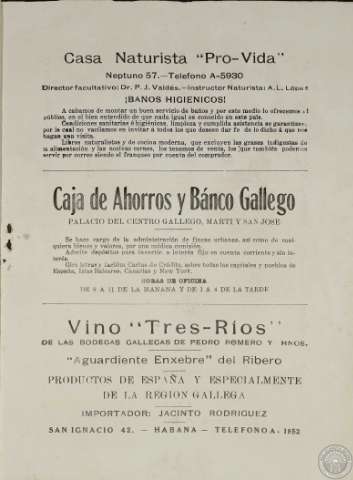 Casa Naturista "Pro-Vida"
Neptuno 57.—Telefono A-5930
Director facultativo: Dr. P. J. Valdés.—Instructor Naturista: A. L. López
¡BANOS HIGIENICOS!
A cabamos de montar un buen servicio de baños y por este medio lo ofrecemos al
público, en el bien entendido de que nada igual es conocido en este país.
Condiciones sanitarias é higiénicas, limpieza y cumplida asistencia se garantizan;
por la cual no vacilamos en invitar a todos los que deseen dar fe de lo dicho á que nos
hagan una visita.
Libros naturalistas y de cocina moderna, que excluyen las grasas indigestas de
la alimentación y las nocivas carnes, los tenemos de venta, los que también podemos
servir por correo siendo el franqueo por cuenta del comprador.
Caja de Ahorros y Bánco Gallego
PALACIO DEL CENTRO GALLEGO, MARTI Y SAN JOSE
Se hace cargo de la administración de fincas urbanas, así como de cual-
quiera bienes y valores, por una módica comisión.
Admite depósitos para invertir a interés fijo en cuenta corriente y sin in-
terés.
Gira letras y facilita Cartas de Crédito, sobre todas las capitales y pueblos de
España, Islas Baleares, Canarias y New York.
HORAS DE OFICINA
DE 8 A 11 DE LA MANANA Y DE 1 A 4 DE LA TARDE
Vino "Tres-Ríos"
DE LAS BODEGAS GALLEGAS DE PEDRO ROMERO Y HNOS.
"Aguardiente Enxebre" del Ribero
PRODUCTOS DE ESPAÑA Y ESPECIALMENTE
DE LA REGION GALLEGA
IMPORTADOR: JACINTO RODRIGUEZ
SAN IGNACIO 42. — HABANA — TELEFONO A- 1852